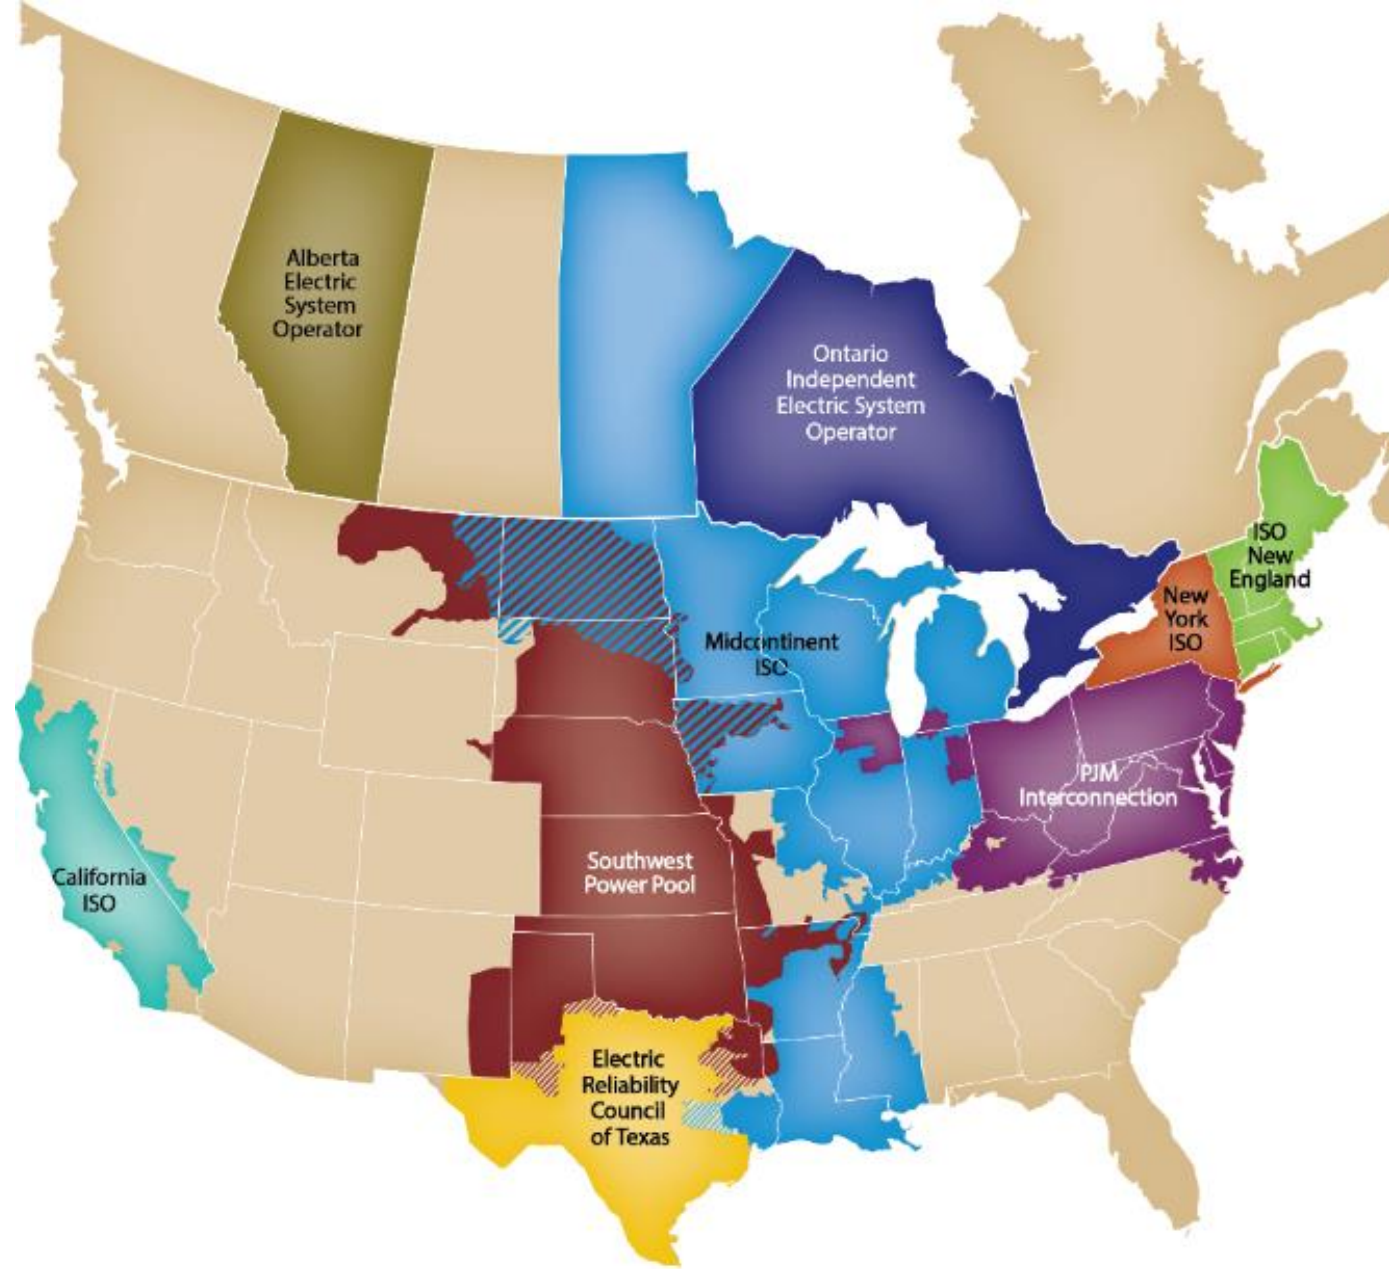 Alberta
Electric
System
Operator
Ontario
Independent
Electric System
Operator
ISO
New
England
New
York
ISO
Midcontinent
ISO
PJM
Interconnection
Southwest
Power Pool
California
ISO
Electric
Reliability
Council
of Texas